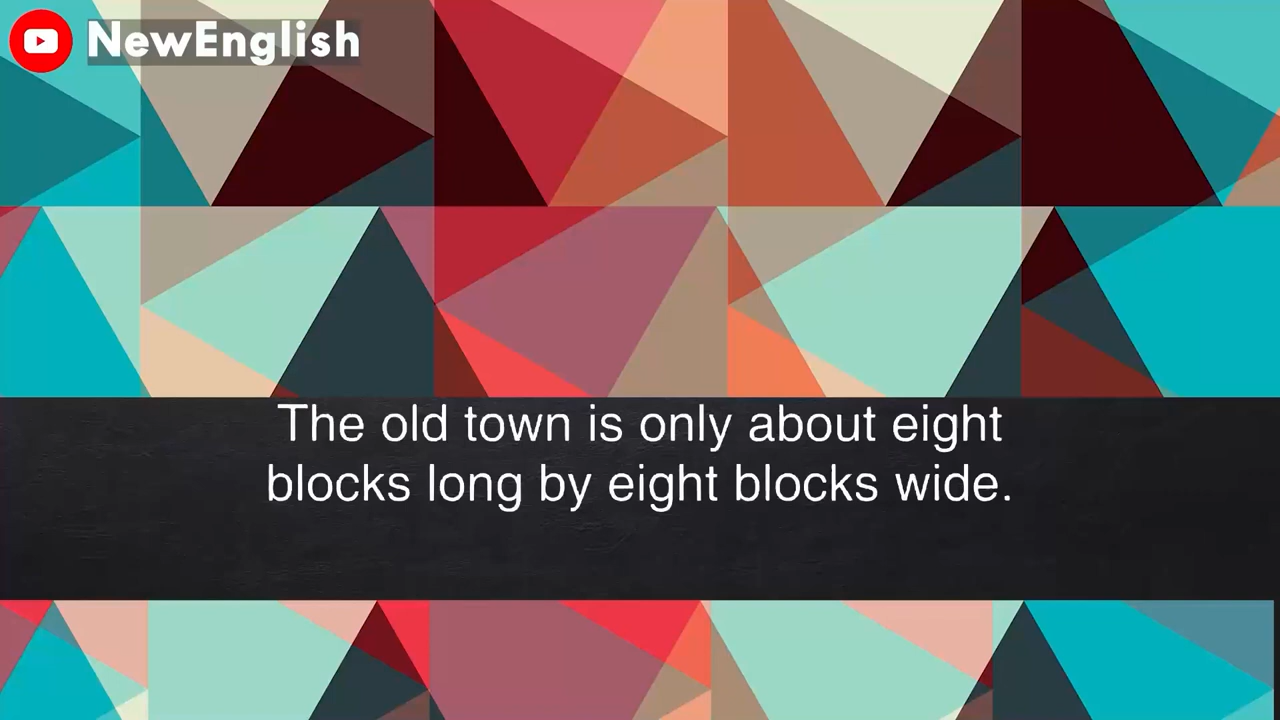 NewEnglish
The old town is only about eight
blocks long by eight blocks wide.